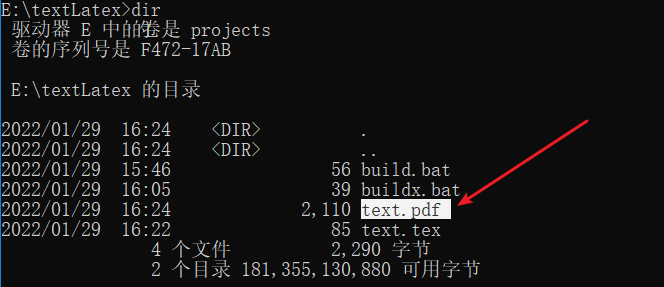 E:\textLatex>dir
驱动器 E 中的卷是 projects
卷的序列号是 F472-17AB
E:\textLatex 的目录
2022/01/29  16:24    <DIR>          .
2022/01/29  16:24    <DIR>          ..
2022/01/29  15:46                56 build.bat
2022/01/29  16:05                39 buildx.bat
2022/01/29  16:24             2,110 text.pdf
2022/01/29  16:22                85 text.tex
4 个文件          2,290 字节
2 个目录 181,355,130,880 可用字节